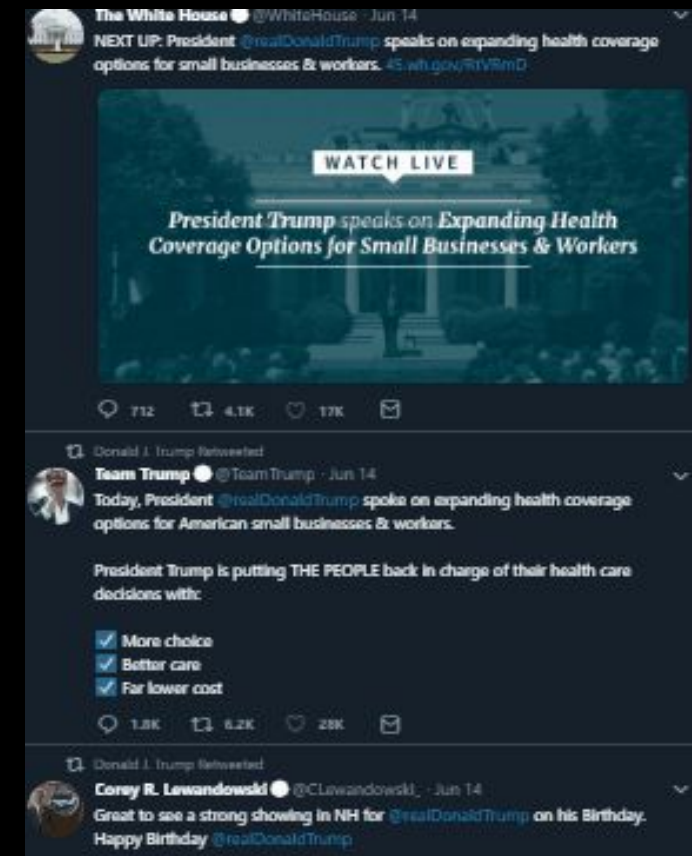 The White House @WhiteHouse · Jun 14
NEXT UP: President @realDonaldTrump speaks on expanding health coverage
options for small businesses & workers. 45.wh.gov/RtVRmD
WATCH LIVE
President Trump speaks on Expanding Health
Coverage Options for Small Businesses & Workers
712 4.1K 17K
Donald J. Trump Retweeted
Team Trump @TeamTrump · Jun 14
Today, President @realDonaldTrump spoke on expanding health coverage
options for American small businesses & workers.
President Trump is putting THE PEOPLE back in charge of their health care
decisions with:
More choice
Better care
Far lower cost
1.8K 6.2K 28K
Donald J. Trump Retweeted
Corey R. Lewandowski @CLewandowski_ · Jun 14
Great to see a strong showing in NH for @realDonaldTrump on his Birthday.
Happy Birthday @realDonaldTrump